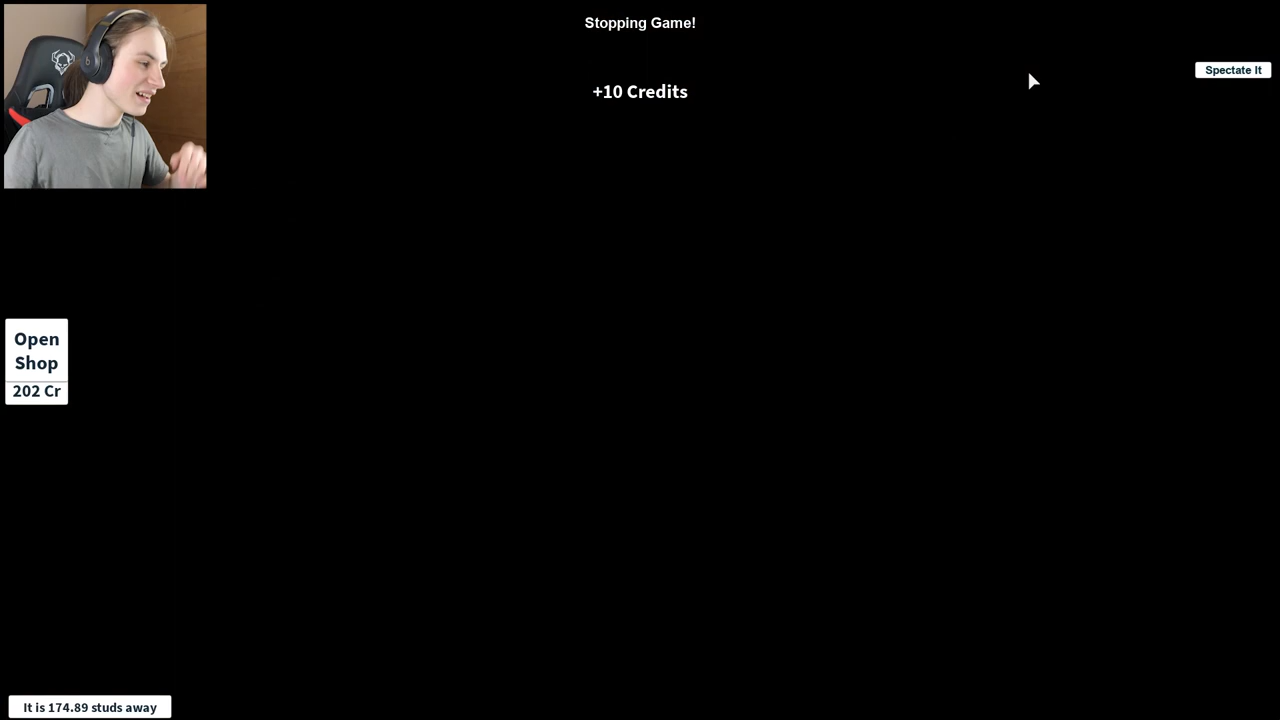 Stopping Game!
Spectate It
+10 Credits
Open
Shop
202 Cr
It is 174.89 studs away